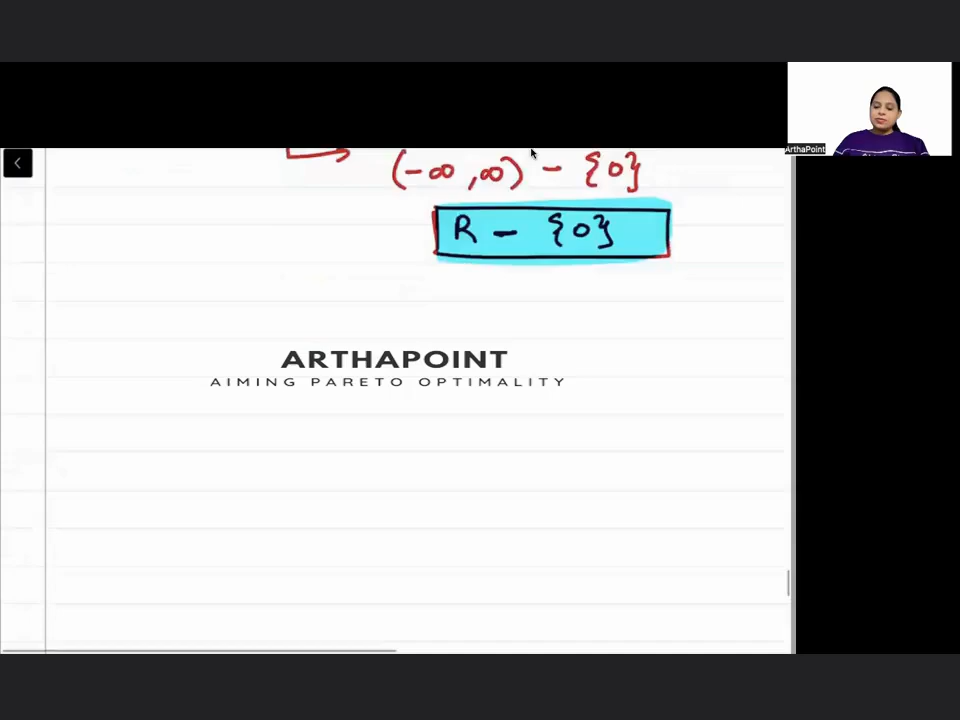 ArthaPoint
(-∞, ∞) - {0}
R - {0}
ARTHAPOINT
AIMING PARETO OPTIMALITY